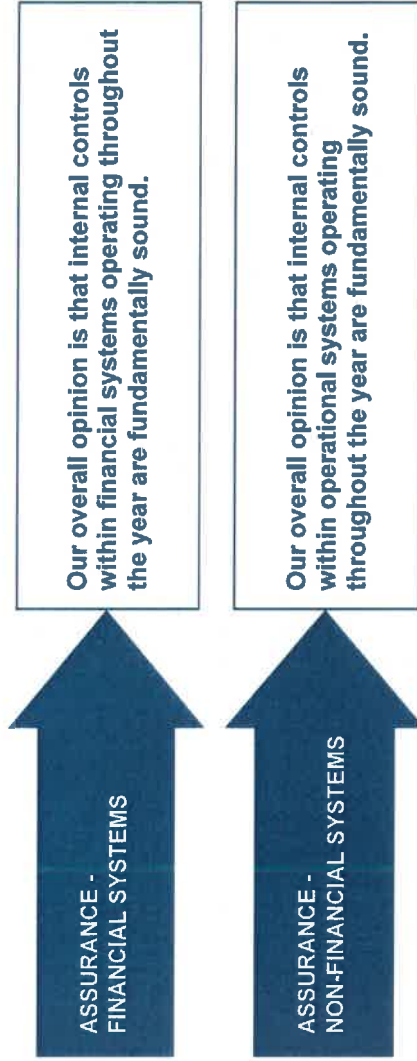 ASSURANCE -
FINANCIAL SYSTEMS
Our overall opinion is that internal controls
within financial systems operating throughout
the year are fundamentally sound.
ASSURANCE -
NON-FINANCIAL SYSTEMS
Our overall opinion is that internal controls
within operational systems operating
throughout the year are fundamentally sound.